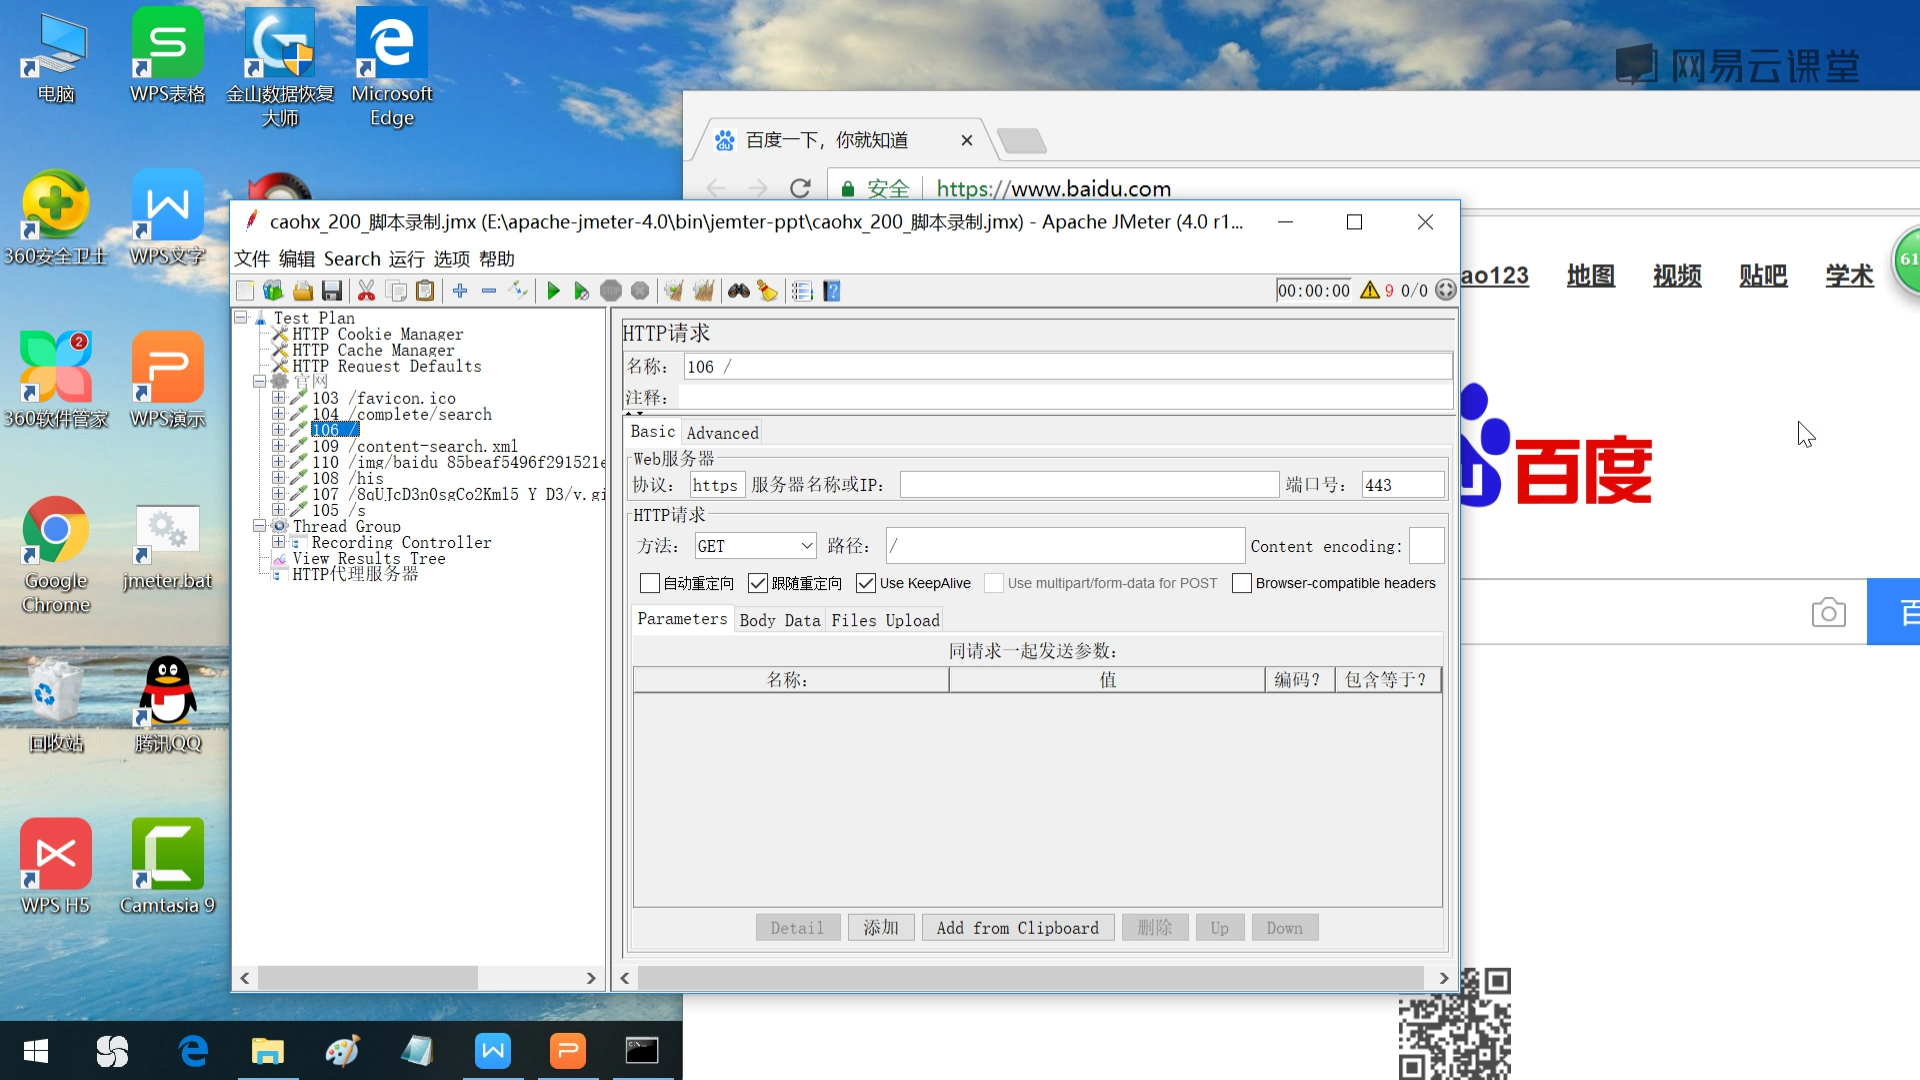 电脑
WPS表格
金山数据恢复
大师
Microsoft
Edge
360安全卫士
WPS文字
2
360软件管家
WPS演示
Google
Chrome
jmeter.bat
回收站
腾讯QQ
WPS H5
Camtasia 9
网易云课堂
百度一下，你就知道
安全
https://www.baidu.com
ao123
地图
视频
贴吧
学术
61
百度
caohx_200_脚本录制.jmx (E:\apache-jmeter-4.0\bin\jemter-ppt\caohx_200_脚本录制.jmx) - Apache JMeter (4.0 r1...
文件 编辑 Search 运行 选项 帮助
00:00:00
9 0/0
Test Plan
HTTP Cookie Manager
HTTP Cache Manager
HTTP Request Defaults
官网
103 /favicon.ico
104 /complete/search
106 /
109 /content-search.xml
110 /img/baidu_85beaf5496f291521e
108 /his
107 /8qUJcD3n0sgCo2Kml5_Y_D3/v.gi
105 /s
Thread Group
Recording Controller
View Results Tree
HTTP代理服务器
HTTP请求
名称：
106 /
注释：
Basic
Advanced
Web服务器
协议：
https
服务器名称或IP：
端口号：
443
HTTP请求
方法：
GET
路径：
/
Content encoding:
自动重定向
跟随重定向
Use KeepAlive
Use multipart/form-data for POST
Browser-compatible headers
Parameters
Body Data
Files Upload
同请求一起发送参数：
名称：
值
编码?
包含等于?
Detail
添加
Add from Clipboard
删除
Up
Down